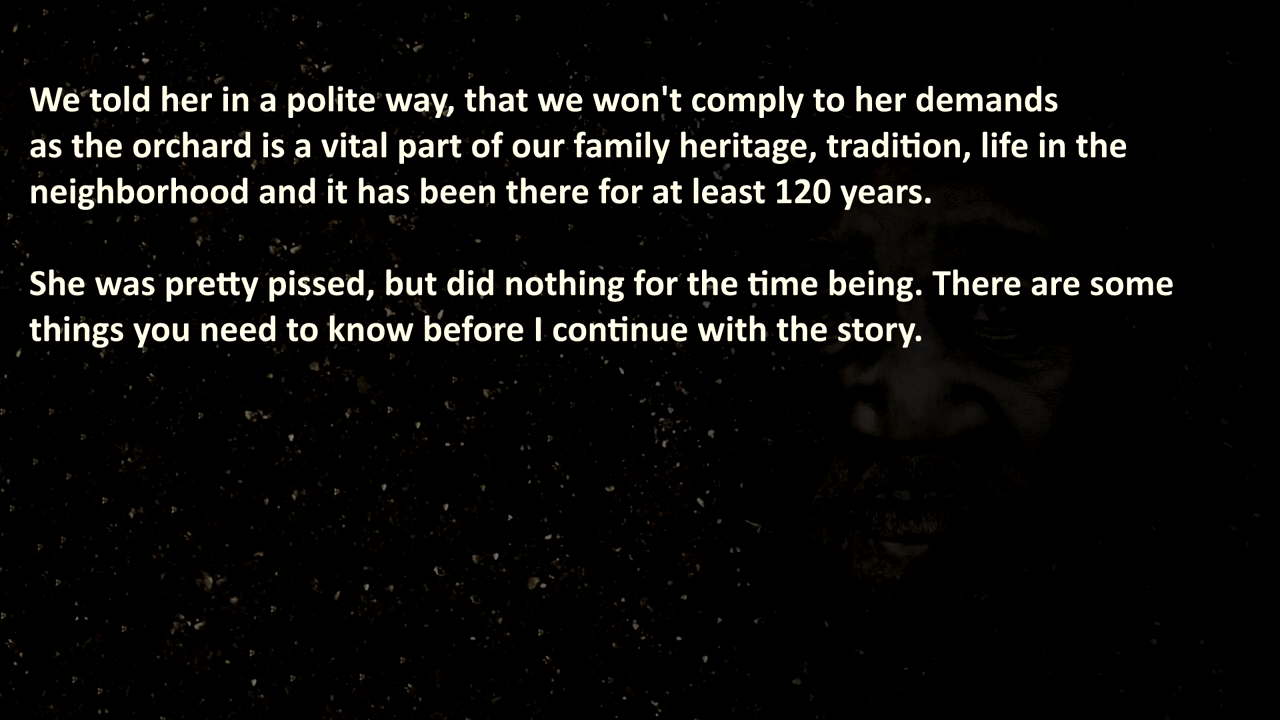 We told her in a polite way, that we won't comply to her demands
as the orchard is a vital part of our family heritage, tradition, life in the
neighborhood and it has been there for at least 120 years.
She was pretty pissed, but did nothing for the time being. There are some
things you need to know before I continue with the story.